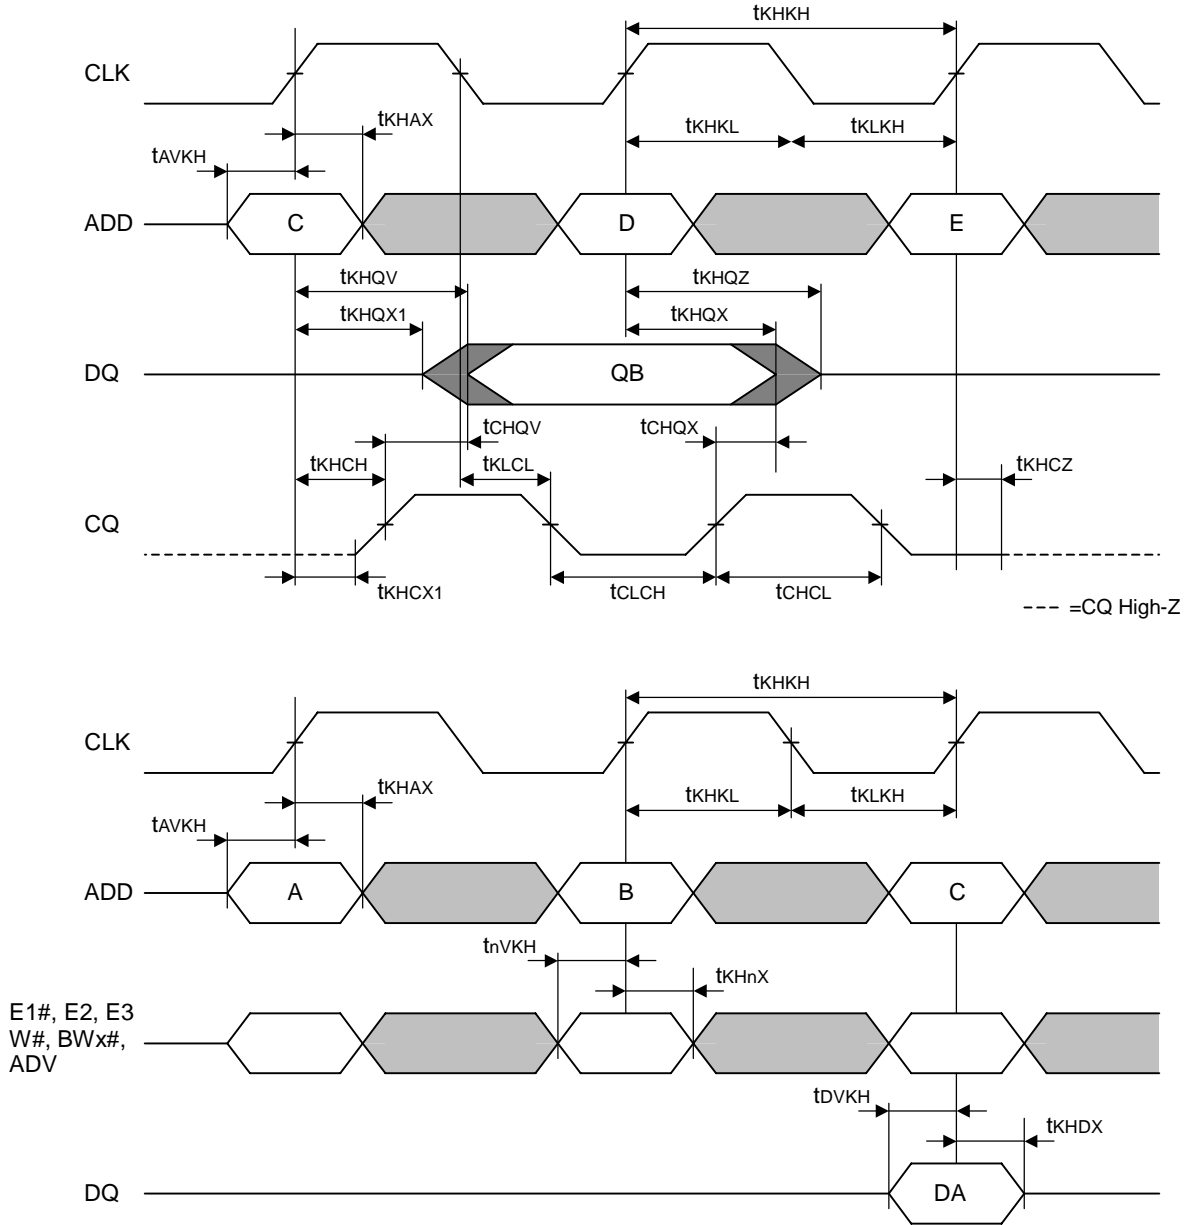 tKHKH
CLK
tKHAX
tKHKL
tKLKH
tAVKH
ADD
C
D
E
tKHQV
tKHQZ
tKHQX1
tKHQX
DQ
QB
tCHQV
tCHQX
tKHCH
tKLCL
tKHCZ
CQ
tKHCX1
tCLCH
tCHCL
---- =CQ High-Z
tKHKH
CLK
tKHAX
tKHKL
tKLKH
tAVKH
ADD
A
B
C
tnVKH
tKHnX
E1#, E2, E3
W#, BWx#,
ADV
tDVKH
tKHDX
DQ
DA